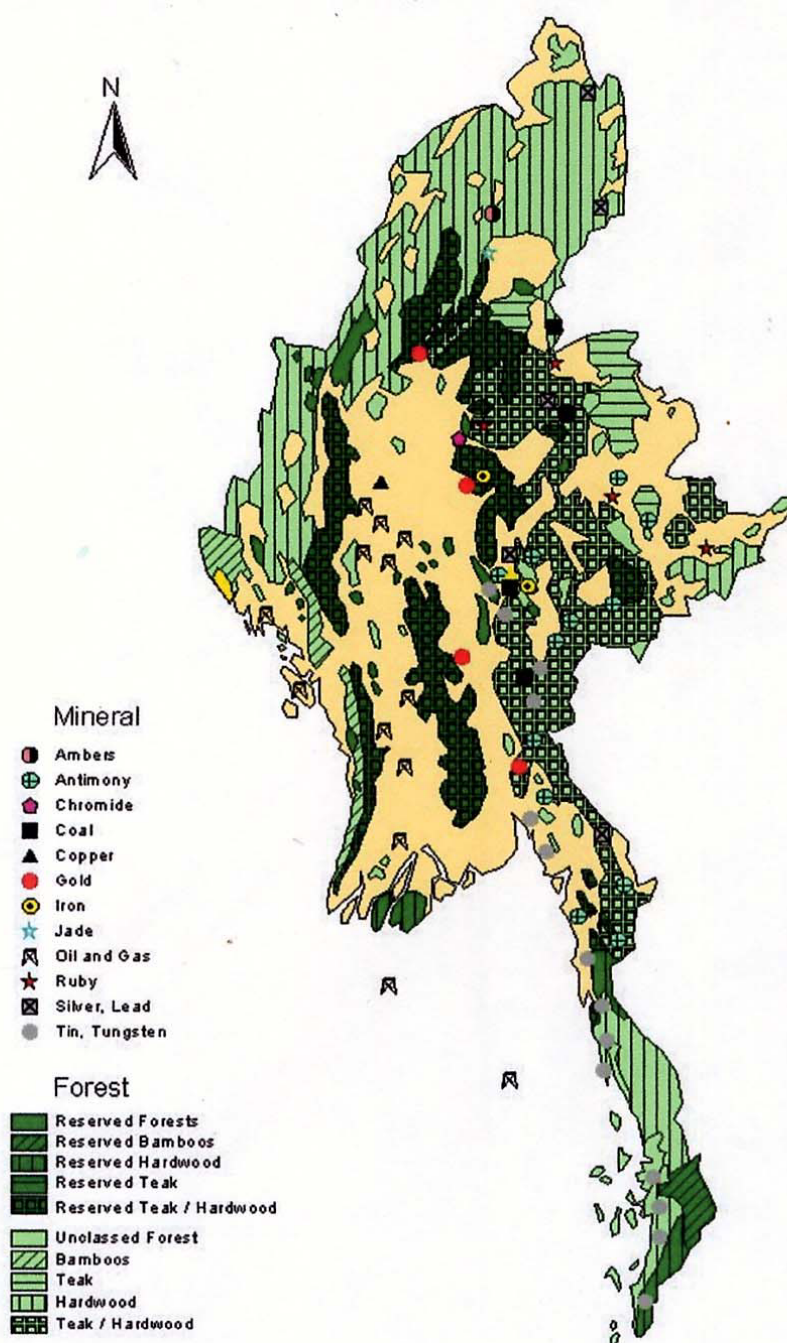 N
Mineral
Ambers
Antimony
Chromide
Coal
Copper
Gold
Iron
Jade
Oil and Gas
Ruby
Silver, Lead
Tin, Tungsten
Forest
Reserved Forests
Reserved Bamboos
Reserved Hardwood
Reserved Teak
Reserved Teak / Hardwood
Unclassed Forest
Bamboos
Teak
Hardwood
Teak / Hardwood